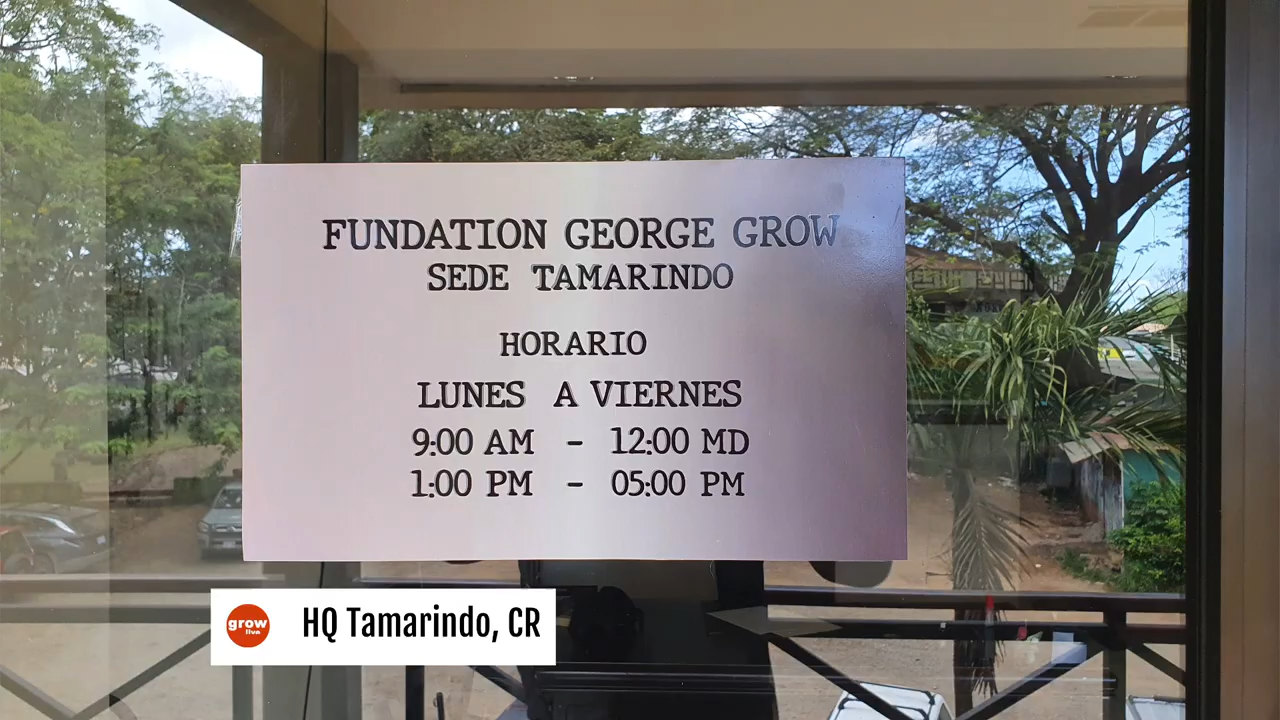 FUNDATION GEORGE GROW
SEDE TAMARINDO
HORARIO
LUNES A VIERNES
9:00 AM - 12:00 MD
1:00 PM - 05:00 PM
grow
live
HQ Tamarindo, CR